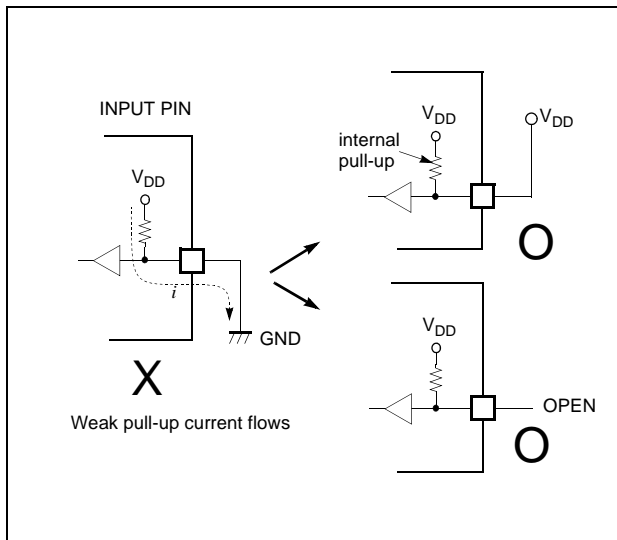 INPUT PIN
VDD
i
GND
X
Weak pull-up current flows
internal
pull-up
VDD
VDD
O
VDD
OPEN
O